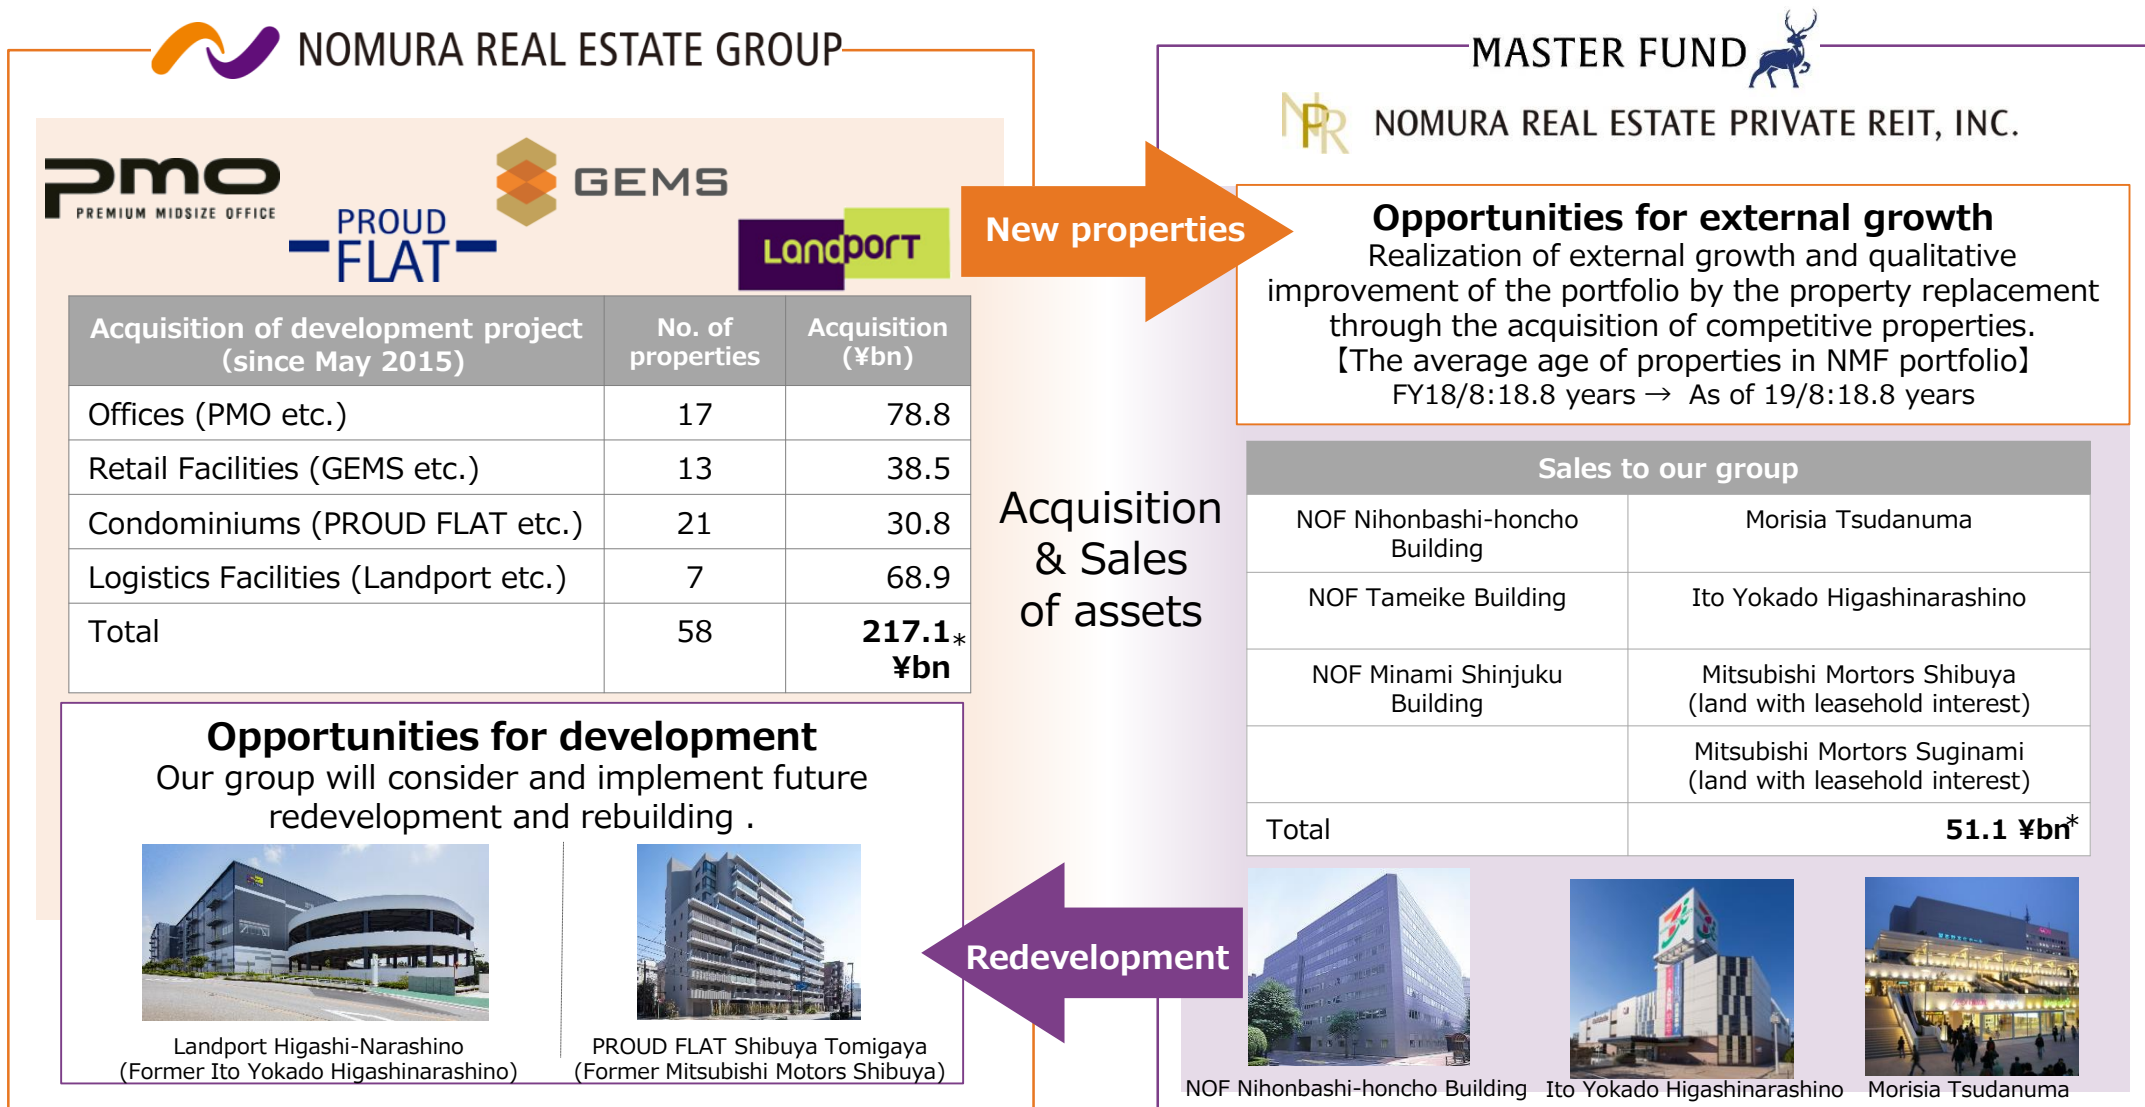 NOMURA REAL ESTATE GROUP
pmo
PREMIUM MIDSIZE OFFICE
GEMS
PROUD
FLAT
Landport
Acquisition of development project
(since May 2015)
No. of
properties
Acquisition
(¥bn)
Offices (PMO etc.)
17
78.8
Retail Facilities (GEMS etc.)
13
38.5
Condominiums (PROUD FLAT etc.)
21
30.8
Logistics Facilities (Landport etc.)
7
68.9
Total
58
217.1*
¥bn
Opportunities for development
Our group will consider and implement future
redevelopment and rebuilding .
Landport Higashi-Narashino
(Former Ito Yokado Higashinarashino)
PROUD FLAT Shibuya Tomigaya
(Former Mitsubishi Motors Shibuya)
New properties
Acquisition
& Sales
of assets
Redevelopment
MASTER FUND
NPR
NOMURA REAL ESTATE PRIVATE REIT, INC.
Opportunities for external growth
Realization of external growth and qualitative
improvement of the portfolio by the property replacement
through the acquisition of competitive properties.
【The average age of properties in NMF portfolio】
FY18/8:18.8 years → As of 19/8:18.8 years
Sales to our group
NOF Nihonbashi-honcho
Building
Morisia Tsudanuma
NOF Tameike Building
Ito Yokado Higashinarashino
NOF Minami Shinjuku
Building
Mitsubishi Mortors Shibuya
(land with leasehold interest)
Mitsubishi Mortors Suginami
(land with leasehold interest)
Total
51.1 ¥bn*
NOF Nihonbashi-honcho Building
Ito Yokado Higashinarashino
Morisia Tsudanuma